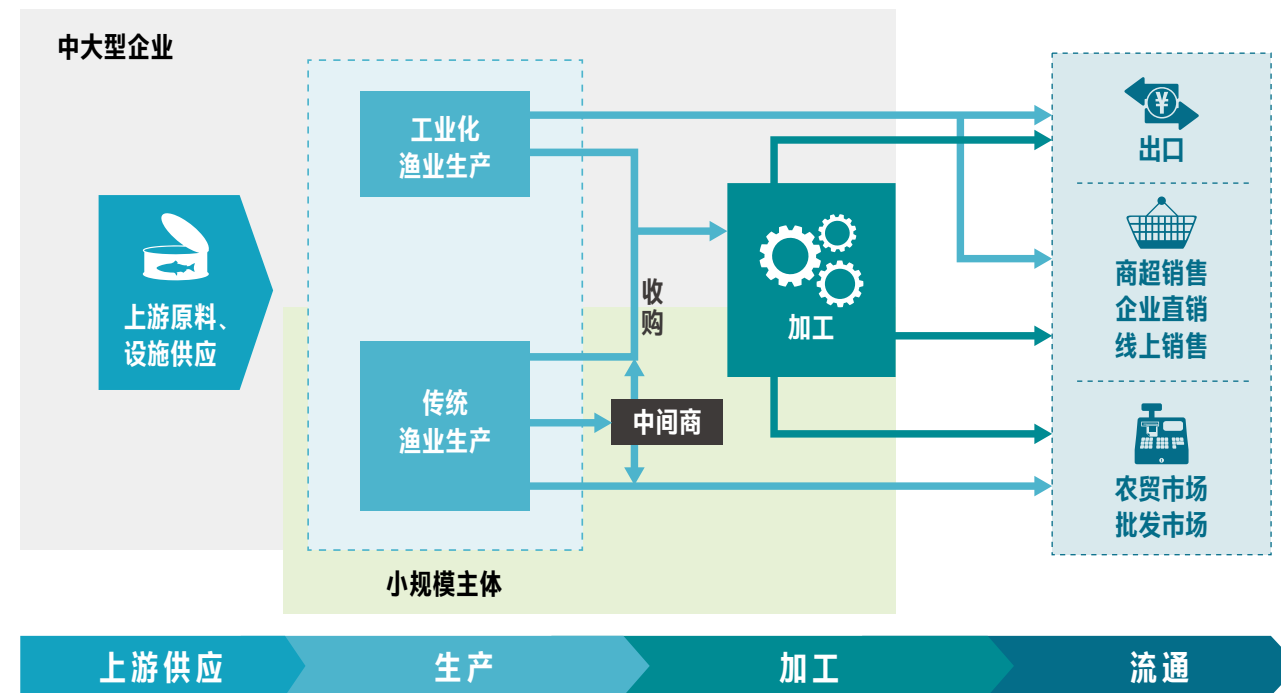 中大型企业
工业化
渔业生产
上游原料、
设施供应
收
购
加工
传统
渔业生产
中间商
小规模主体
¥
出口
商超销售
企业直销
线上销售
农贸市场
批发市场
上游供应
生产
加工
流通